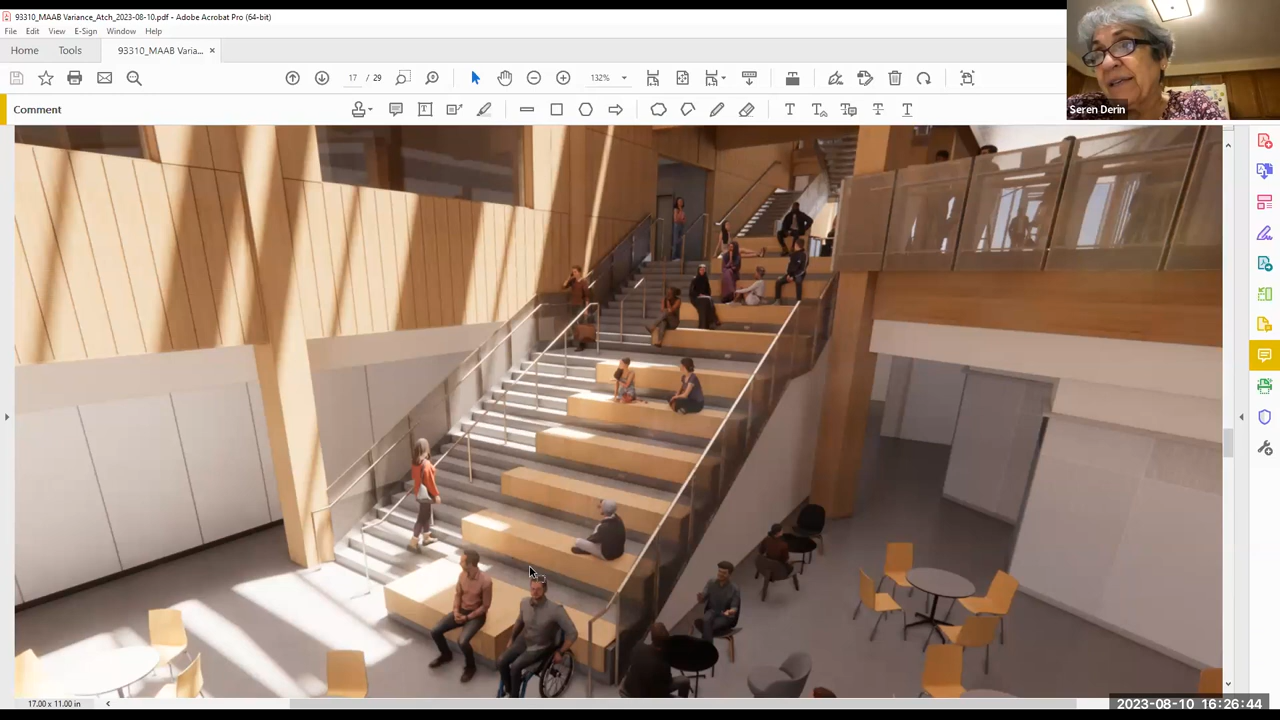 93310_MAAB Variance_Atch_2023-08-10.pdf - Adobe Acrobat Pro (64-bit)
File Edit View E-Sign Window Help
Home Tools 93310_MAAB Varia... ×
17 / 29 132%
Comment
Seren Derin
17.00 x 11.00 in
2023-08-10 16:26:44